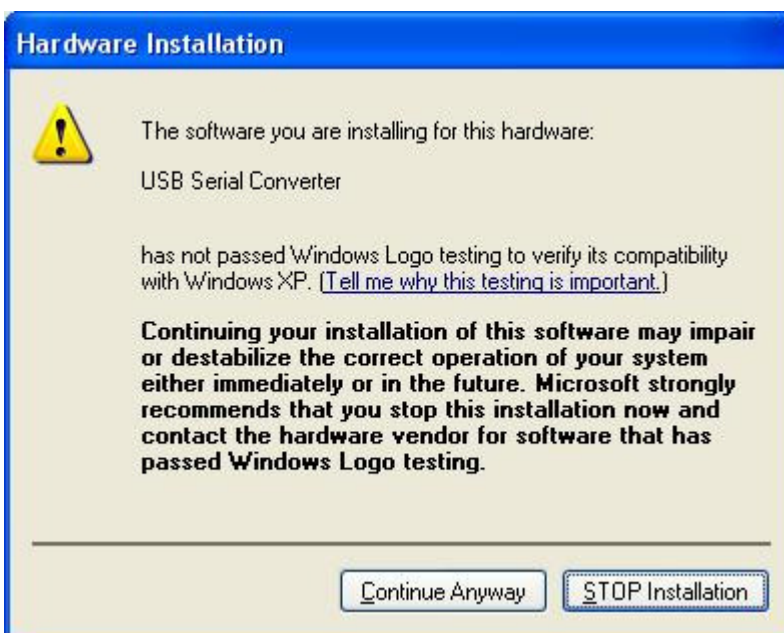 Hardware Installation
The software you are installing for this hardware:
USB Serial Converter
has not passed Windows Logo testing to verify its compatibility
with Windows XP. (Tell me why this testing is important.)
Continuing your installation of this software may impair
or destabilize the correct operation of your system
either immediately or in the future. Microsoft strongly
recommends that you stop this installation now and
contact the hardware vendor for software that has
passed Windows Logo testing.
Continue Anyway
STOP Installation